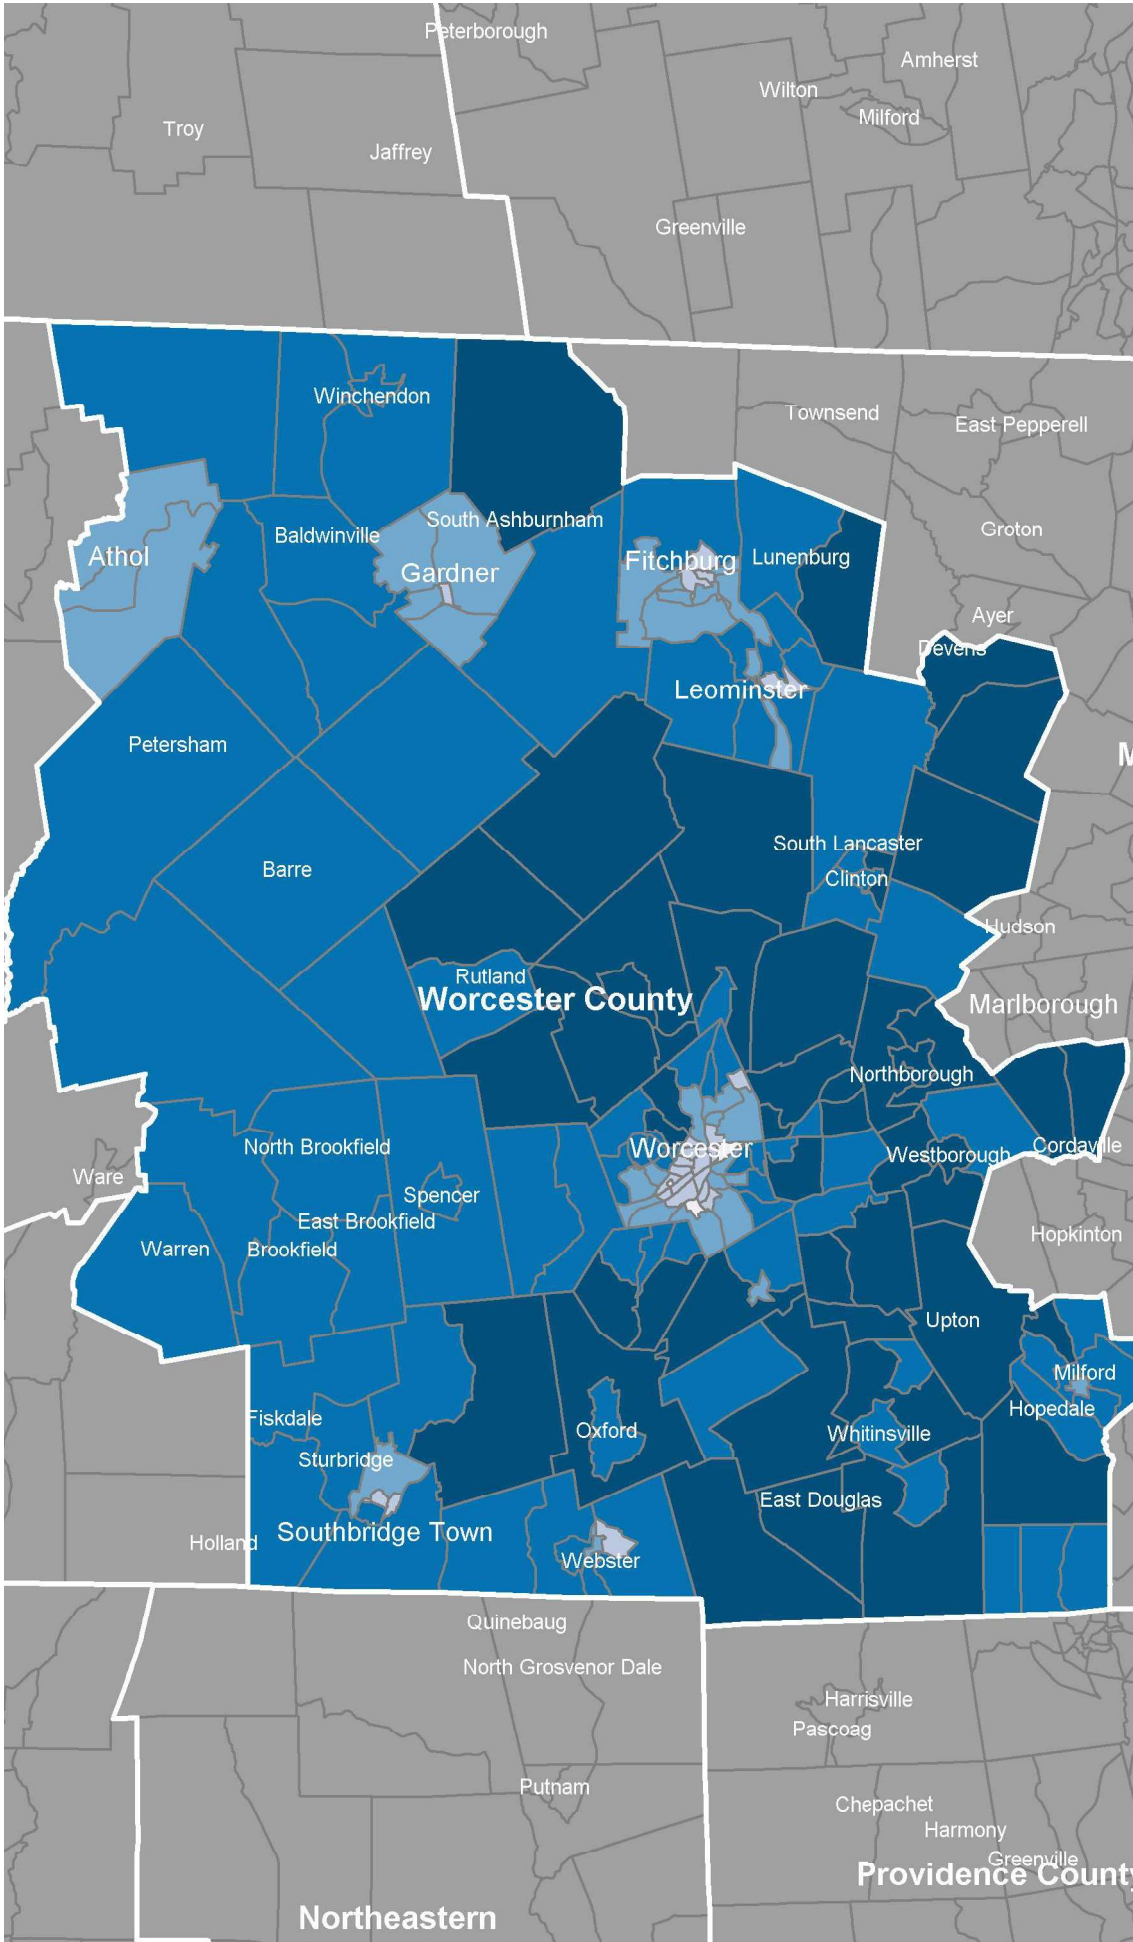 Peterborough
Amherst
Wilton
Milford
Troy
Jaffrey
Greenville
Winchendon
Townsend
East Pepperell
South Ashburnham
Baldwinville
Groton
Athol
Gardner
Fitchburg
Lunenburg
Ayer
Devens
Leominster
Petersham
M
South Lancaster
Barre
Clinton
Hudson
Rutland
Worcester County
Marlborough
Northborough
North Brookfield
Worcester
Westborough
Cordaville
Ware
Spencer
East Brookfield
Warren
Brookfield
Hopkinton
Upton
Milford
Hopedale
Fiskdale
Oxford
Whitinsville
Sturbridge
East Douglas
Southbridge Town
Holland
Webster
Quinebaug
North Grosvenor Dale
Harrisville
Pascoag
Putnam
Chepachet
Harmony
Greenville
Providence County
Northeastern